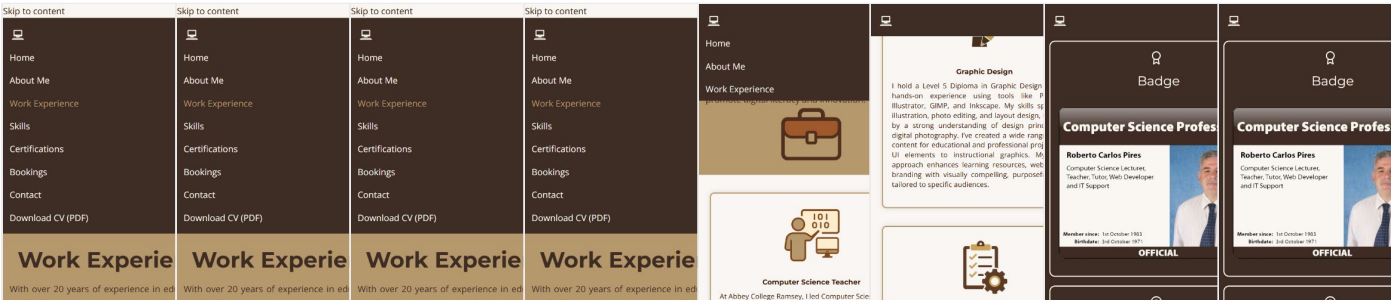 Skip to content
Home
About Me
Work Experience
Skills
Certifications
Bookings
Contact
Download CV (PDF)
Work Experie
With over 20 years of experience in ed
Skip to content
Home
About Me
Work Experience
Skills
Certifications
Bookings
Contact
Download CV (PDF)
Work Experie
With over 20 years of experience in ed
Skip to content
Home
About Me
Work Experience
Skills
Certifications
Bookings
Contact
Download CV (PDF)
Work Experie
With over 20 years of experience in ed
Skip to content
Home
About Me
Work Experience
Skills
Certifications
Bookings
Contact
Download CV (PDF)
Work Experie
With over 20 years of experience in ed
Home
About Me
Work Experience
promote digital literacy and innovation.
101
010
Computer Science Teacher
At Abbey College Ramsey, I led Computer Scie
Graphic Design
I hold a Level 5 Diploma in Graphic Design
hands-on experience using tools like P
Illustrator, GIMP, and Inkscape. My skills sp
illustration, photo editing, and layout design,
by a strong understanding of design prin
digital photography. I've created a wide rang
content for educational and professional proj
UI elements to instructional graphics. My
approach enhances learning resources, web
branding with visually compelling, purposef
tailored to specific audiences.
Badge
Computer Science Profes
Roberto Carlos Pires
Computer Science Lecturer,
Teacher, Tutor, Web Developer
and IT Support
Member since: 1st October 1983
Birthdate: 3rd October 1971
OFFICIAL
Badge
Computer Science Profes
Roberto Carlos Pires
Computer Science Lecturer,
Teacher, Tutor, Web Developer
and IT Support
Member since: 1st October 1983
Birthdate: 3rd October 1971
OFFICIAL